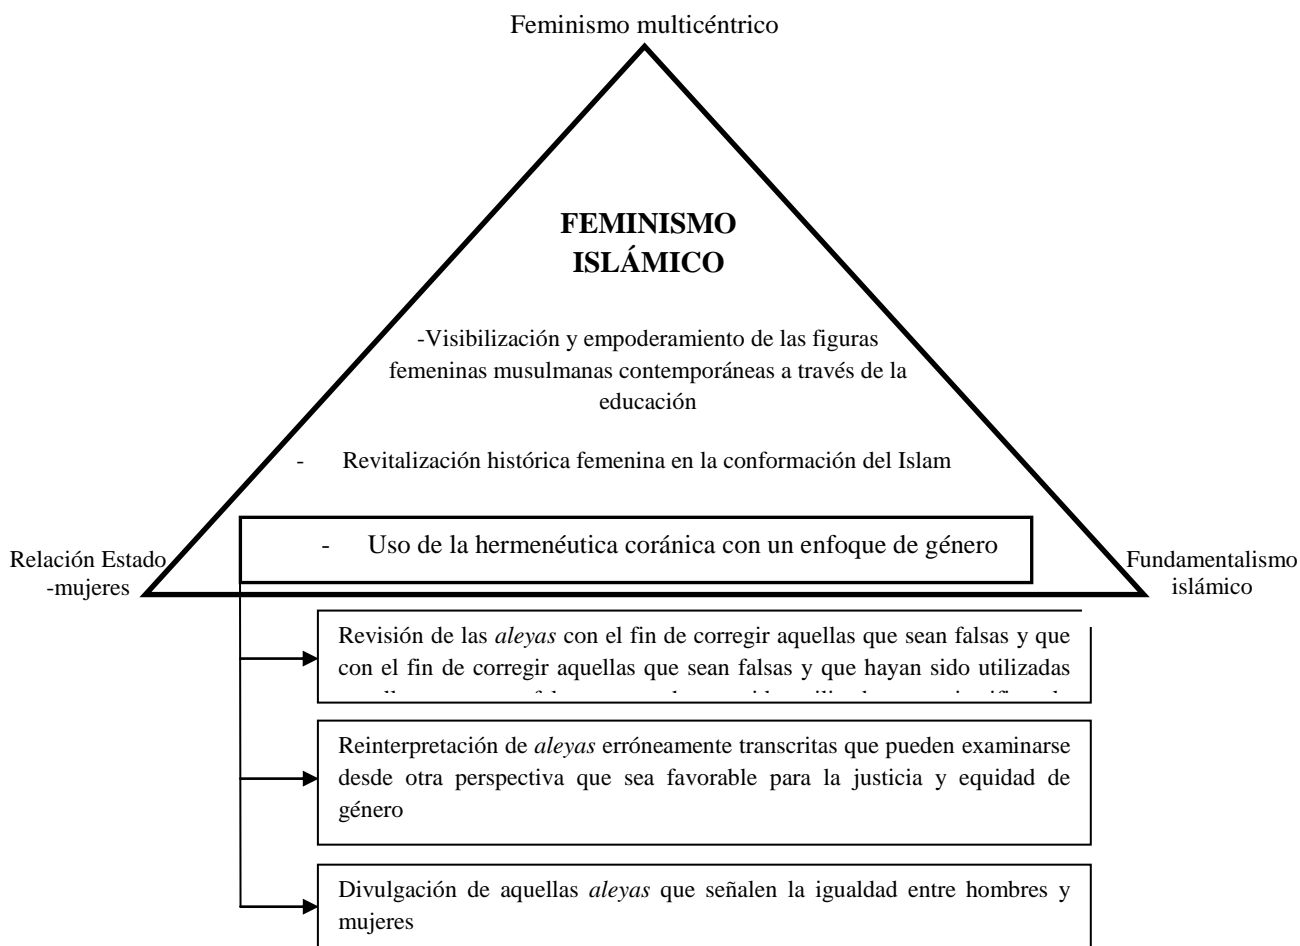 Feminismo multicéntrico
FEMINISMO
ISLÁMICO
-Visibilización y empoderamiento de las figuras
femeninas musulmanas contemporáneas a través de la
educación
- Revitalización histórica femenina en la conformación del Islam
- Uso de la hermenéutica coránica con un enfoque de género
Relación Estado
-mujeres
Fundamentalismo
islámico
Revisión de las aleyas con el fin de corregir aquellas que sean falsas y que
con el fin de corregir aquellas que sean falsas y que hayan sido utilizadas
Reinterpretación de aleyas erróneamente transcritas que pueden examinarse
desde otra perspectiva que sea favorable para la justicia y equidad de
género
Divulgación de aquellas aleyas que señalen la igualdad entre hombres y
mujeres